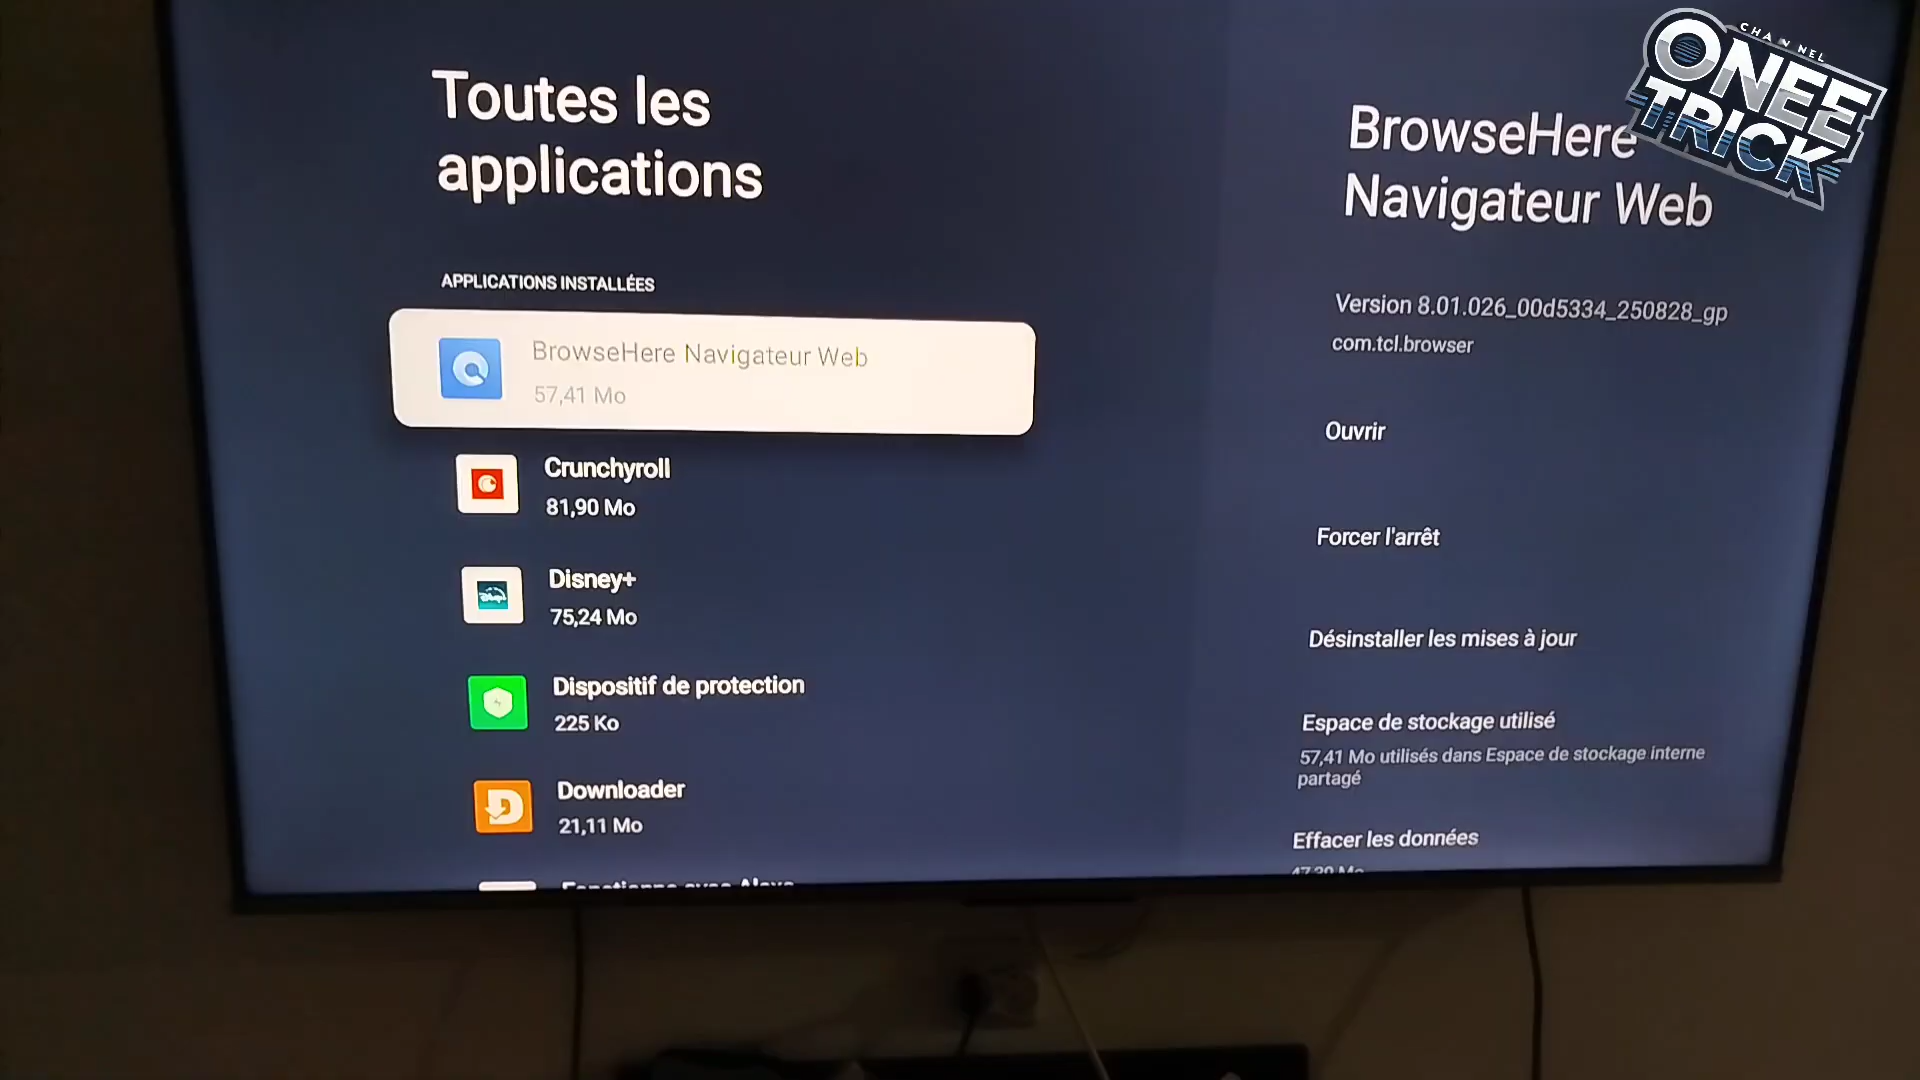 Toutes les
applications
APPLICATIONS INSTALLÉES
BrowseHere Navigateur Web
57,41 Mo
Crunchyroll
81,90 Mo
Disney+
75,24 Mo
Dispositif de protection
225 Ko
Downloader
21,11 Mo
Fonctionne avec Alexa
BrowseHere
Navigateur Web
Version 8.01.026_00d5334_250828_gp
com.tcl.browser
Ouvrir
Forcer l'arrêt
Désinstaller les mises à jour
Espace de stockage utilisé
57,41 Mo utilisés dans Espace de stockage interne
partagé
Effacer les données
CHANNEL
ONEE
TRICK